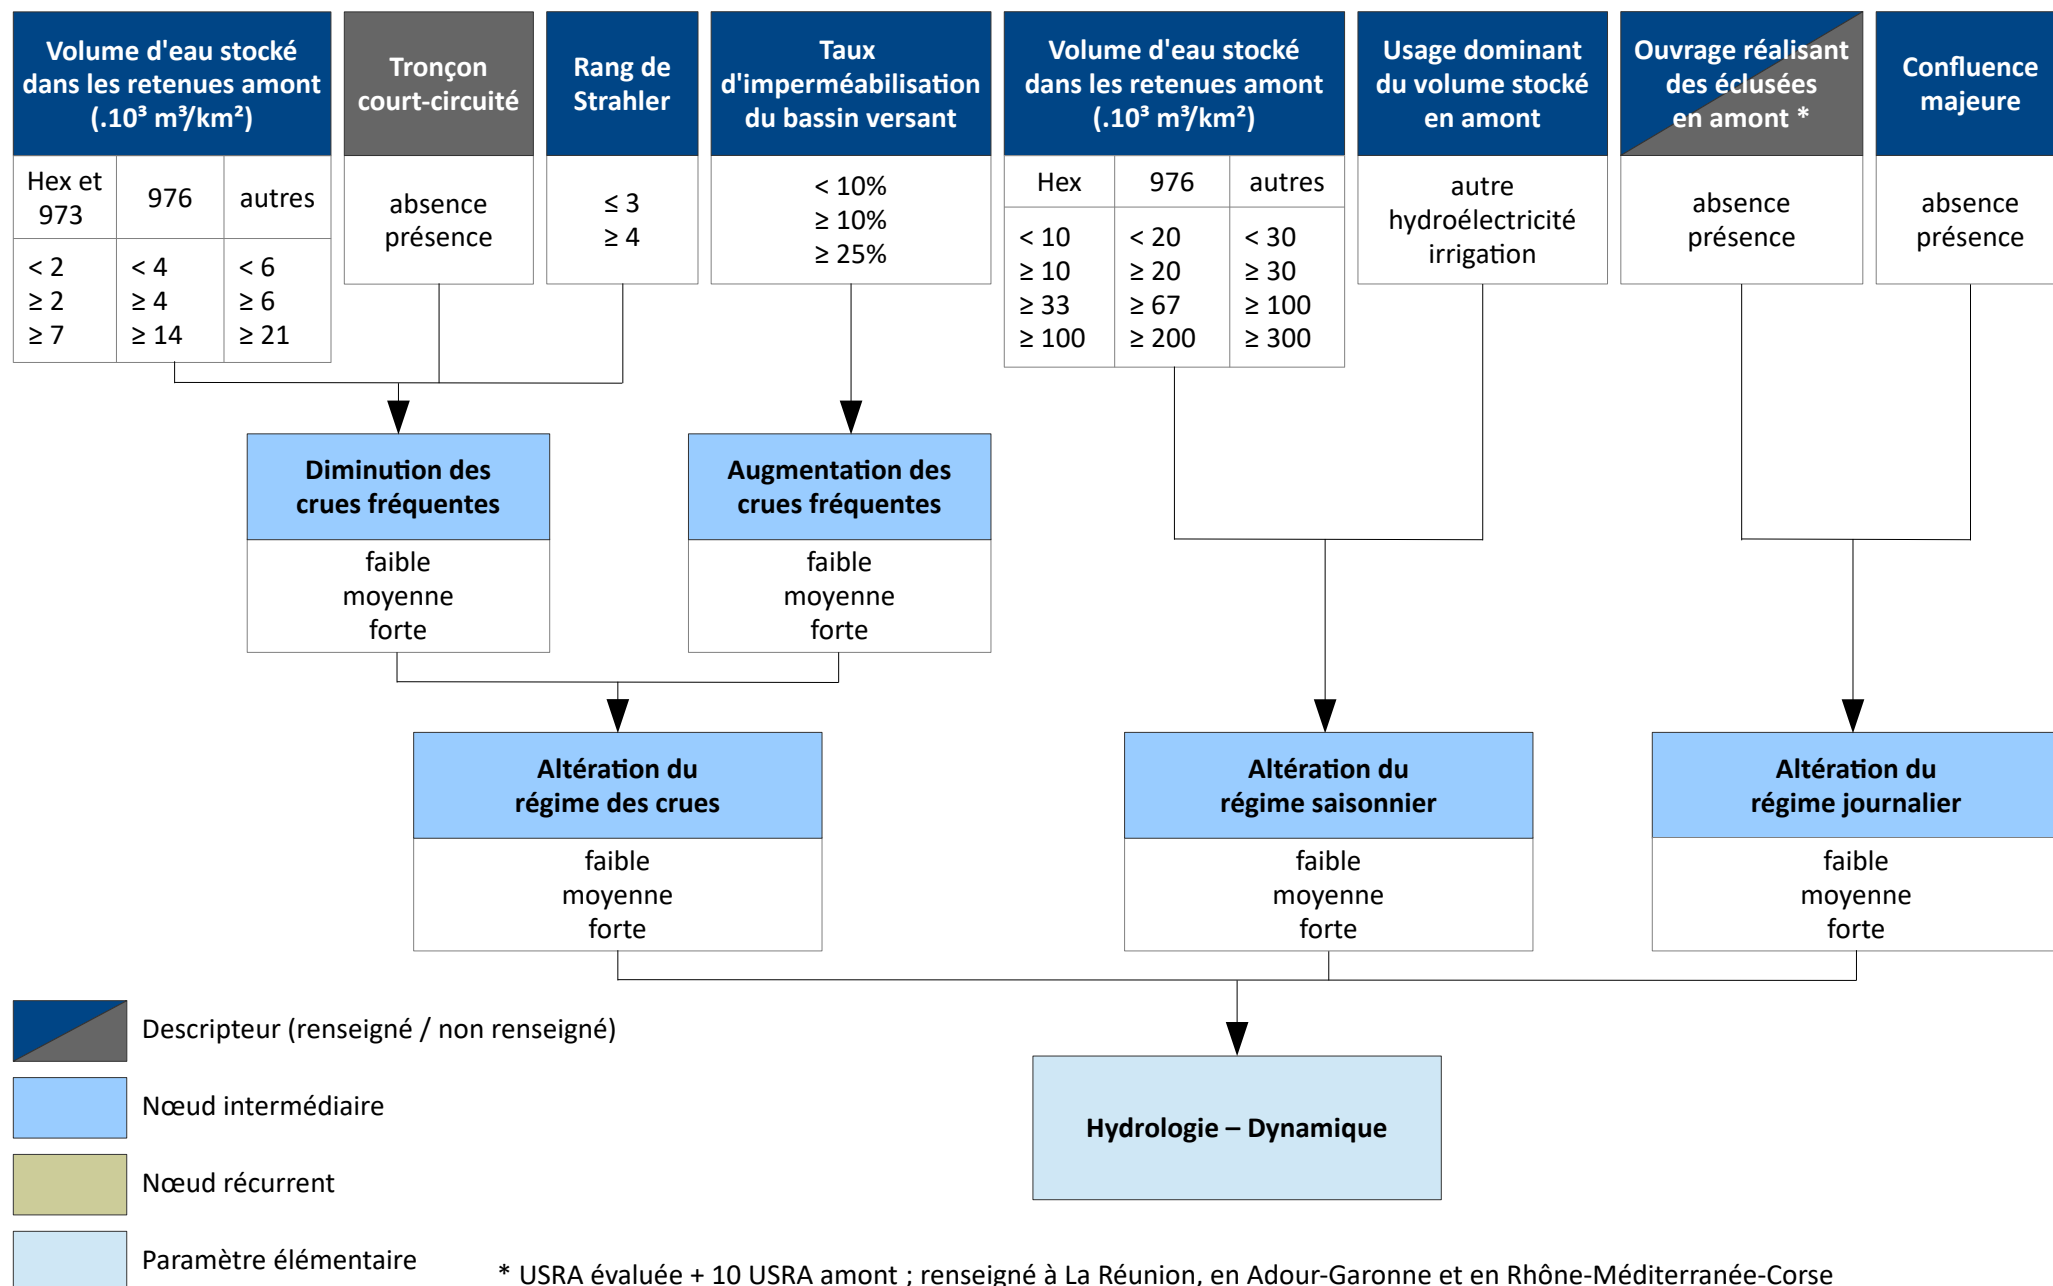 Volume d'eau stocké
dans les retenues amont
(.10³ m³/km²)
Hex et
973
976
autres
< 2
≥ 2
≥ 7
< 4
≥ 4
≥ 14
< 6
≥ 6
≥ 21
Tronçon
court-circuité
absence
présence
Rang de
Strahler
≤ 3
≥ 4
Taux
d'imperméabilisation
du bassin versant
< 10%
≥ 10%
≥ 25%
Volume d'eau stocké
dans les retenues amont
(.10³ m³/km²)
Hex
976
autres
< 10
≥ 10
≥ 33
≥ 100
< 20
≥ 20
≥ 67
≥ 200
< 30
≥ 30
≥ 100
≥ 300
Usage dominant
du volume stocké
en amont
autre
hydroélectricité
irrigation
Ouvrage réalisant
des éclusées
en amont *
absence
présence
Confluence
majeure
absence
présence
Diminution des
crues fréquentes
faible
moyenne
forte
Augmentation des
crues fréquentes
faible
moyenne
forte
Altération du
régime des crues
faible
moyenne
forte
Altération du
régime saisonnier
faible
moyenne
forte
Altération du
régime journalier
faible
moyenne
forte
Hydrologie – Dynamique
Descripteur (renseigné / non renseigné)
Nœud intermédiaire
Nœud récurrent
Paramètre élémentaire
* USRA évaluée + 10 USRA amont ; renseigné à La Réunion, en Adour-Garonne et en Rhône-Méditerranée-Corse